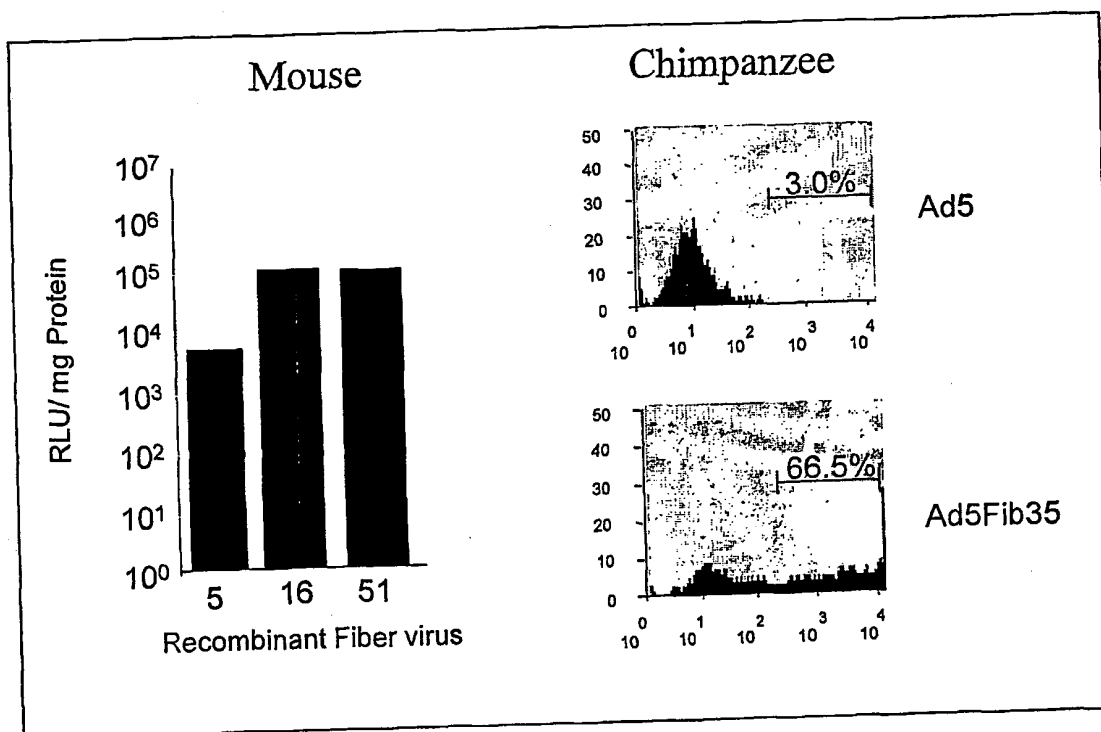 Mouse
RLU/ mg Protein
10⁷
10⁶
10⁵
10⁴
10³
10²
10¹
10⁰
5 16 51
Recombinant Fiber virus
Chimpanzee
50
40
30
20
10
0
3.0%
Ad5
10⁰ 10¹ 10² 10³ 10⁴
50
40
30
20
10
0
66.5%
Ad5Fib35
10⁰ 10¹ 10² 10³ 10⁴